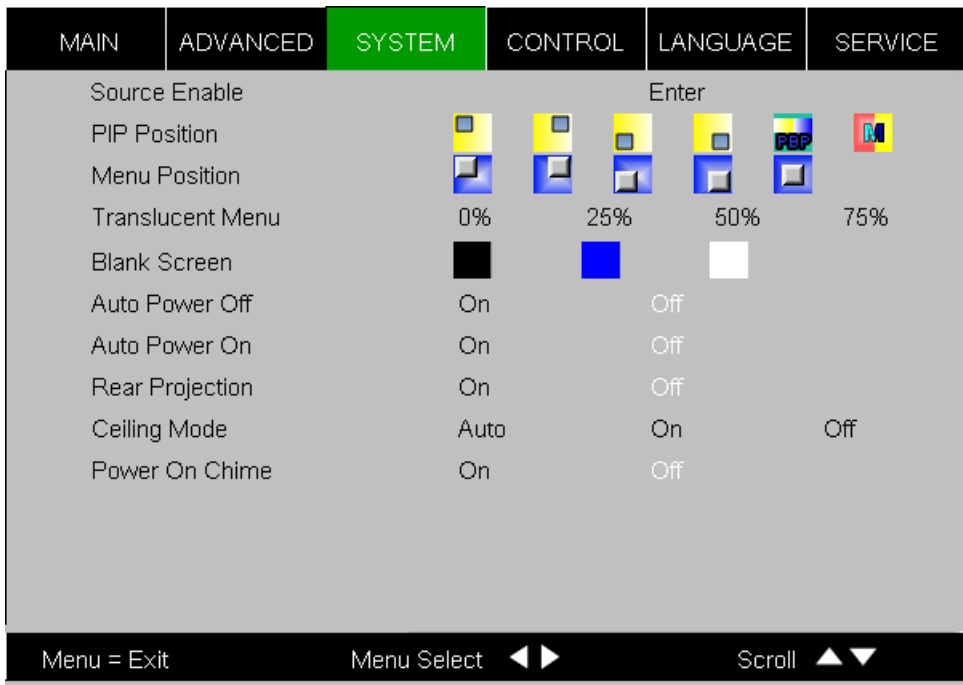 MAIN ADVANCED SYSTEM CONTROL LANGUAGE SERVICE
Source Enable Enter
PIP Position PBP M
Menu Position
Translucent Menu 0% 25% 50% 75%
Blank Screen
Auto Power Off On Off
Auto Power On On Off
Rear Projection On Off
Ceiling Mode Auto On Off
Power On Chime On Off
Menu = Exit Menu Select Scroll